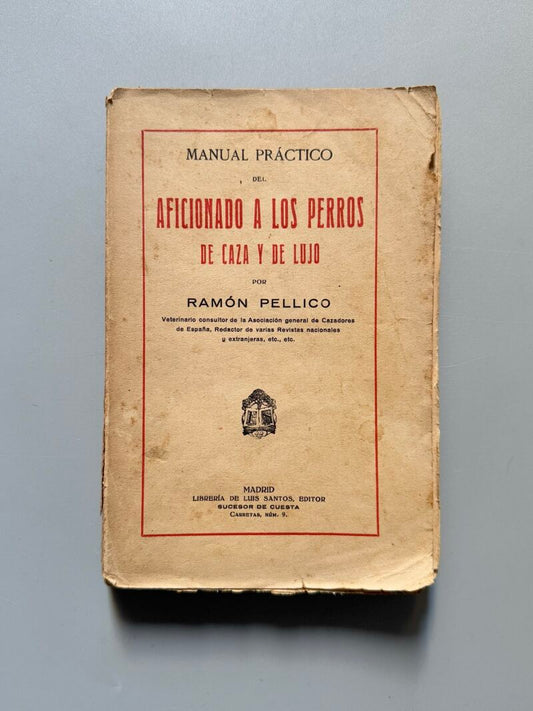 MANUAL PRÁCTICO
DEL
AFICIONADO A LOS PERROS
DE CAZA Y DE LUJO
POR
RAMÓN PELLICO
Veterinario consultor de la Asociación general de Cazadores
de España, Redactor de varias Revistas nacionales
y extranjeras, etc., etc.
MADRID
LIBRERÍA DE LUIS SANTOS, EDITOR
SUCESOR DE CUESTA
CARRETAS, NÚM. 9.